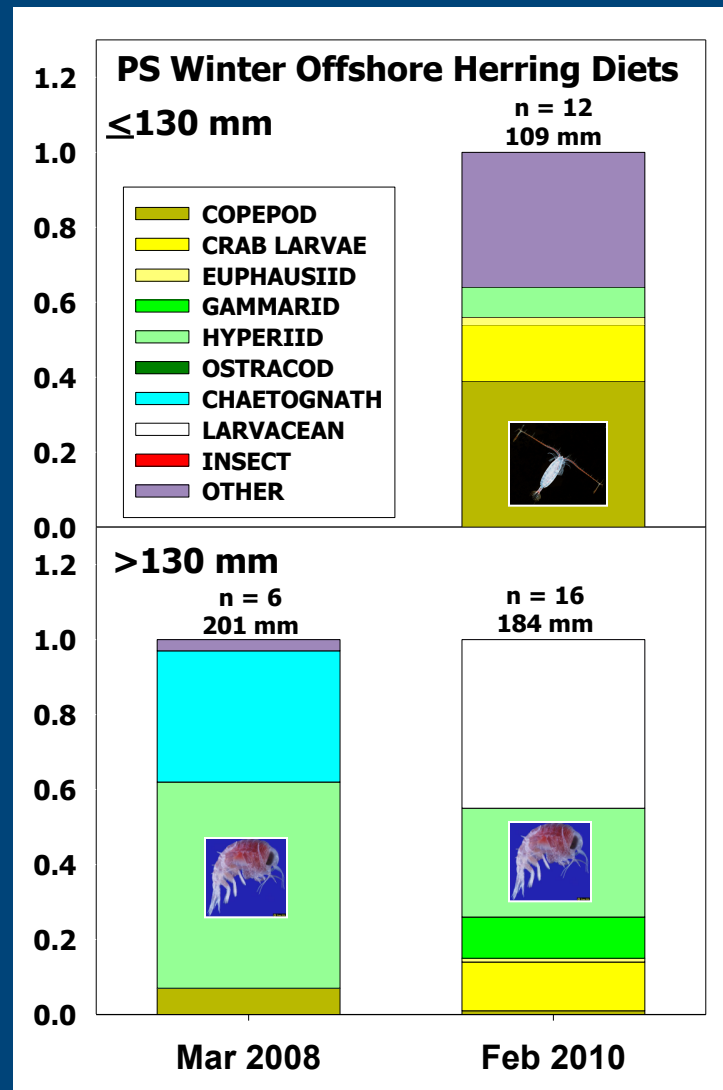 PS Winter Offshore Herring Diets
≤130 mm
n = 12
109 mm
1.2
1.0
0.8
0.6
0.4
0.2
0.0
COPEPOD
CRAB LARVAE
EUPHAUSIID
GAMMARID
HYPERIID
OSTRACOD
CHAETOGNATH
LARVACEAN
INSECT
OTHER
>130 mm
n = 6
201 mm
n = 16
184 mm
1.2
1.0
0.8
0.6
0.4
0.2
0.0
Mar 2008
Feb 2010